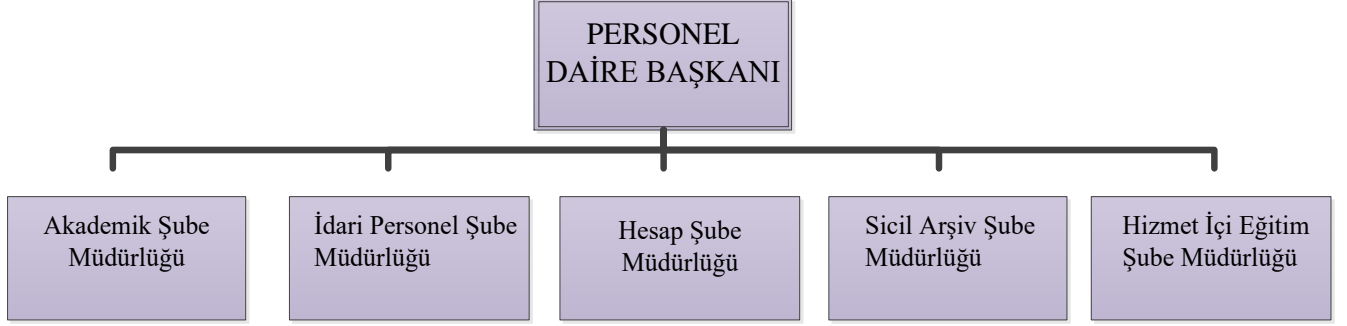 PERSONEL
DAİRE BAŞKANI
Akademik Şube
Müdürlüğü
İdari Personel Şube
Müdürlüğü
Hesap Şube
Müdürlüğü
Sicil Arşiv Şube
Müdürlüğü
Hizmet İçi Eğitim
Şube Müdürlüğü